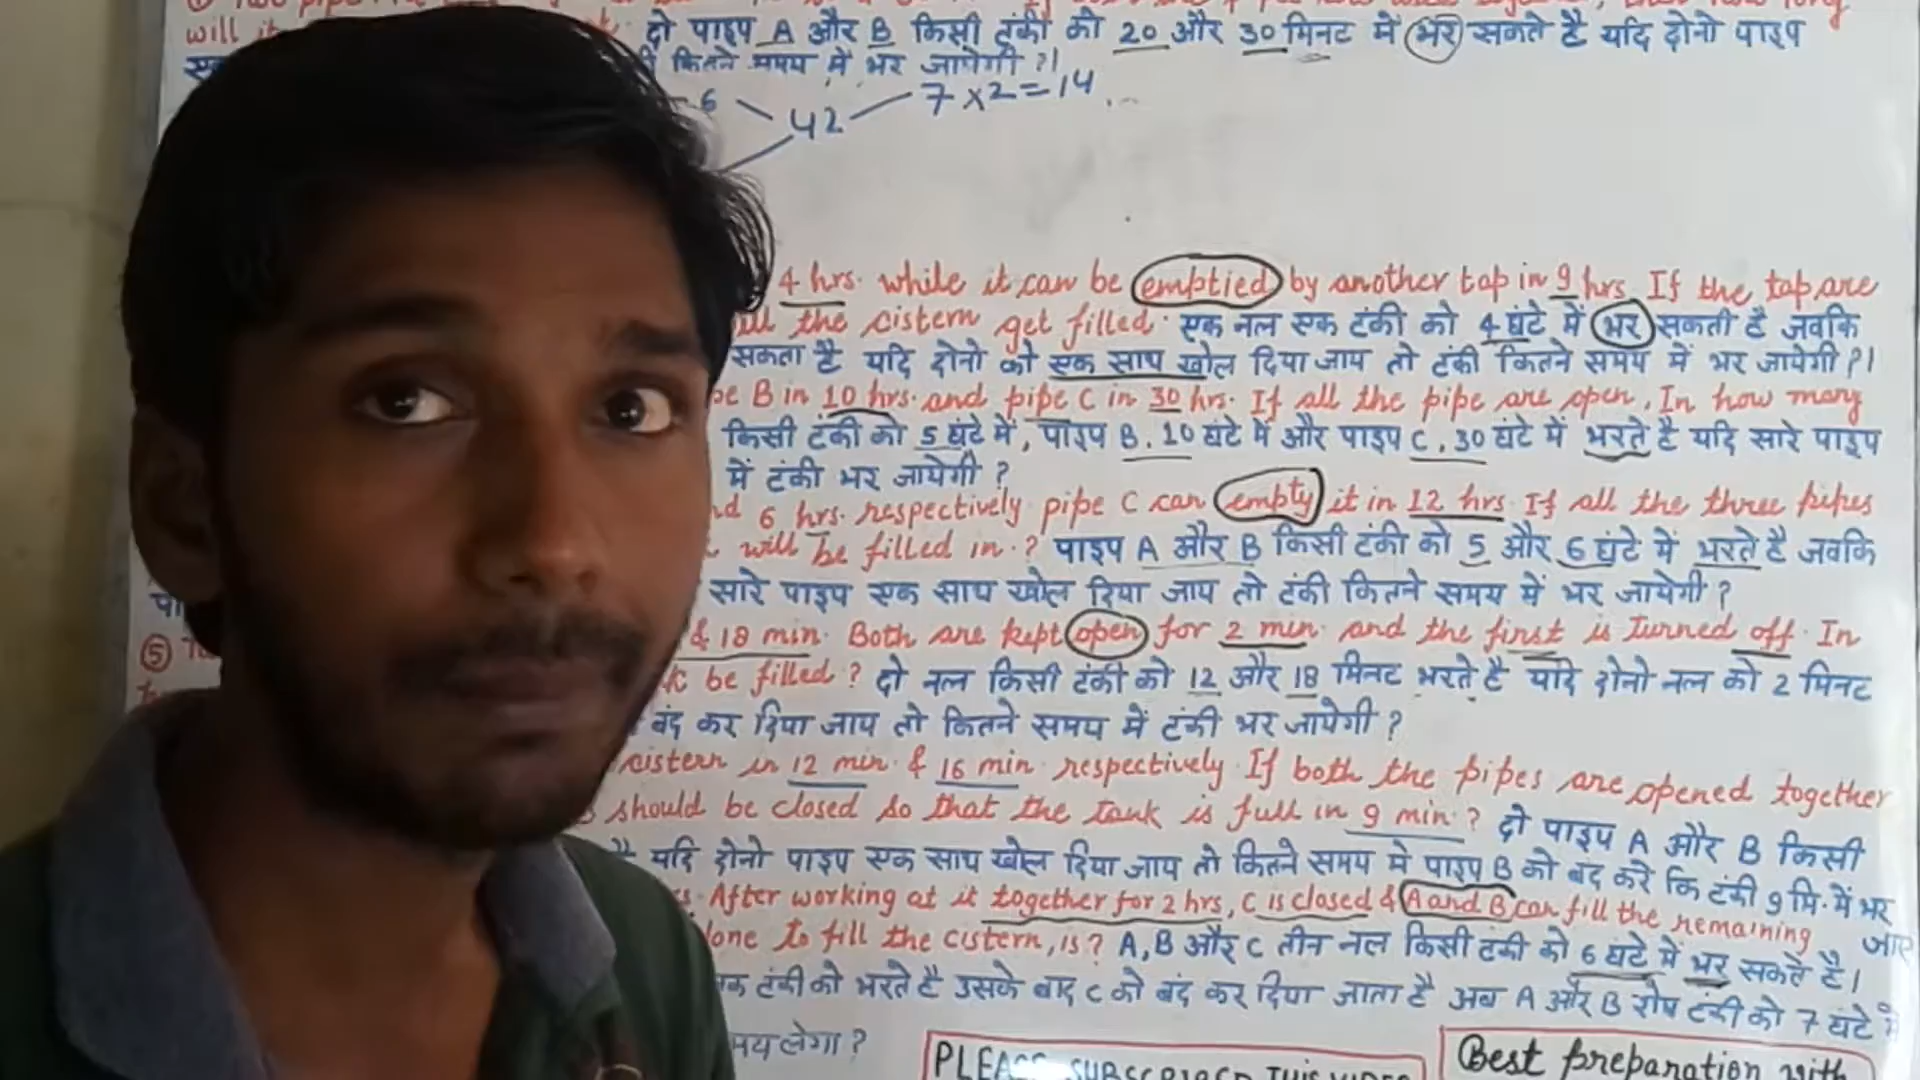 will it
दो पाइप A और B किसी टंकी को 20 और 30 मिनट में भर सकते है यदि दोनो पाइप
कितने समय में भर जायेगी ?।
6 42 7 x 2 = 14
4 hrs. while it can be emptied by another tap in 9 hrs. If the tap are
the cistern get filled. एक नल एक टंकी को 4 घंटे में भर सकता है जबकि
सकता है यदि दोनो को एक साथ खोल दिया जाय तो टंकी कितने समय में भर जायेगी ?।
B in 10 hrs. and pipe C in 30 hr. If all the pipe are open, In how many
किसी टंकी को 5 घंटे में, पाइप B. 10 घंटे में और पाइप C. 30 घंटे में भरते है यदि सारे पाइप
में टंकी भर जायेगी ?
6 hrs. respectively pipe C can empty it in 12 hrs. If all the three pipes
will be filled in.? पाइप A और B किसी टंकी को 5 और 6 घंटे में भरते है जबकि
सारे पाइप एक साथ खोल दिया जाय तो टंकी कितने समय में भर जायेगी ?
⑤ & 18 min. Both are kept open for 2 min and the first is turned off. In
be filled ? दो नल किसी टंकी को 12 और 18 मिनट भरते है यदि दोनो नल को 2 मिनट
बंद कर दिया जाय तो कितने समय में टंकी भर जायेगी ?
cistern in 12 min. & 16 min. respectively. If both the pipes are opened together
should be closed so that the tank is full in 9 min.? दो पाइप A और B किसी
यदि दोनो पाइप एक साथ खोल दिया जाय तो कितने समय मे पाइप B को बंद करे कि टंकी 9 मि. में भर
जाए
After working at it together for 2 hrs, C is closed & A and B can fill the remaining
to fill the cistern, is? A, B और C तीन नल किसी टंकी को 6 घंटे में भर सकते है।
टंकी को भरते है उसके बाद C को बंद कर दिया जाता है अब A और B शेष टंकी को 7 घंटे में
लेगा ?
THIS VIDEO
Best preparation with